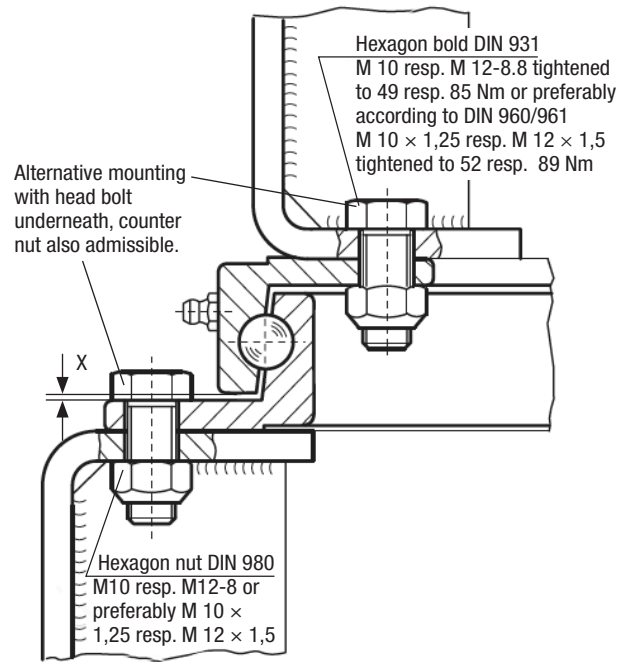 Hexagon bold DIN 931
M 10 resp. M 12-8.8 tightened
to 49 resp. 85 Nm or preferably
according to DIN 960/961
M 10 × 1,25 resp. M 12 × 1,5
tightened to 52 resp. 89 Nm
Alternative mounting
with head bolt
underneath, counter
nut also admissible.
X
Hexagon nut DIN 980
M10 resp. M12-8 or
preferably M 10 ×
1,25 resp. M 12 × 1,5